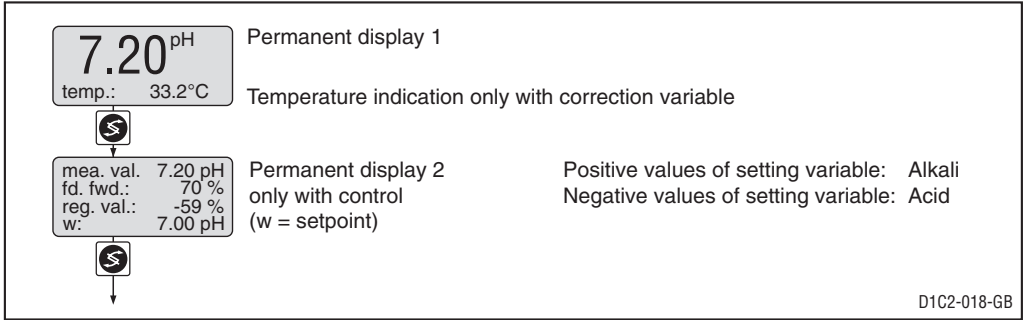 7.20 pH
temp.: 33.2°C
Permanent display 1
Temperature indication only with correction variable
mea. val. 7.20 pH
fd. fwd.: 70 %
reg. val.: -59 %
w: 7.00 pH
Permanent display 2
only with control
(w = setpoint)
Positive values of setting variable: Alkali
Negative values of setting variable: Acid
D1C2-018-GB